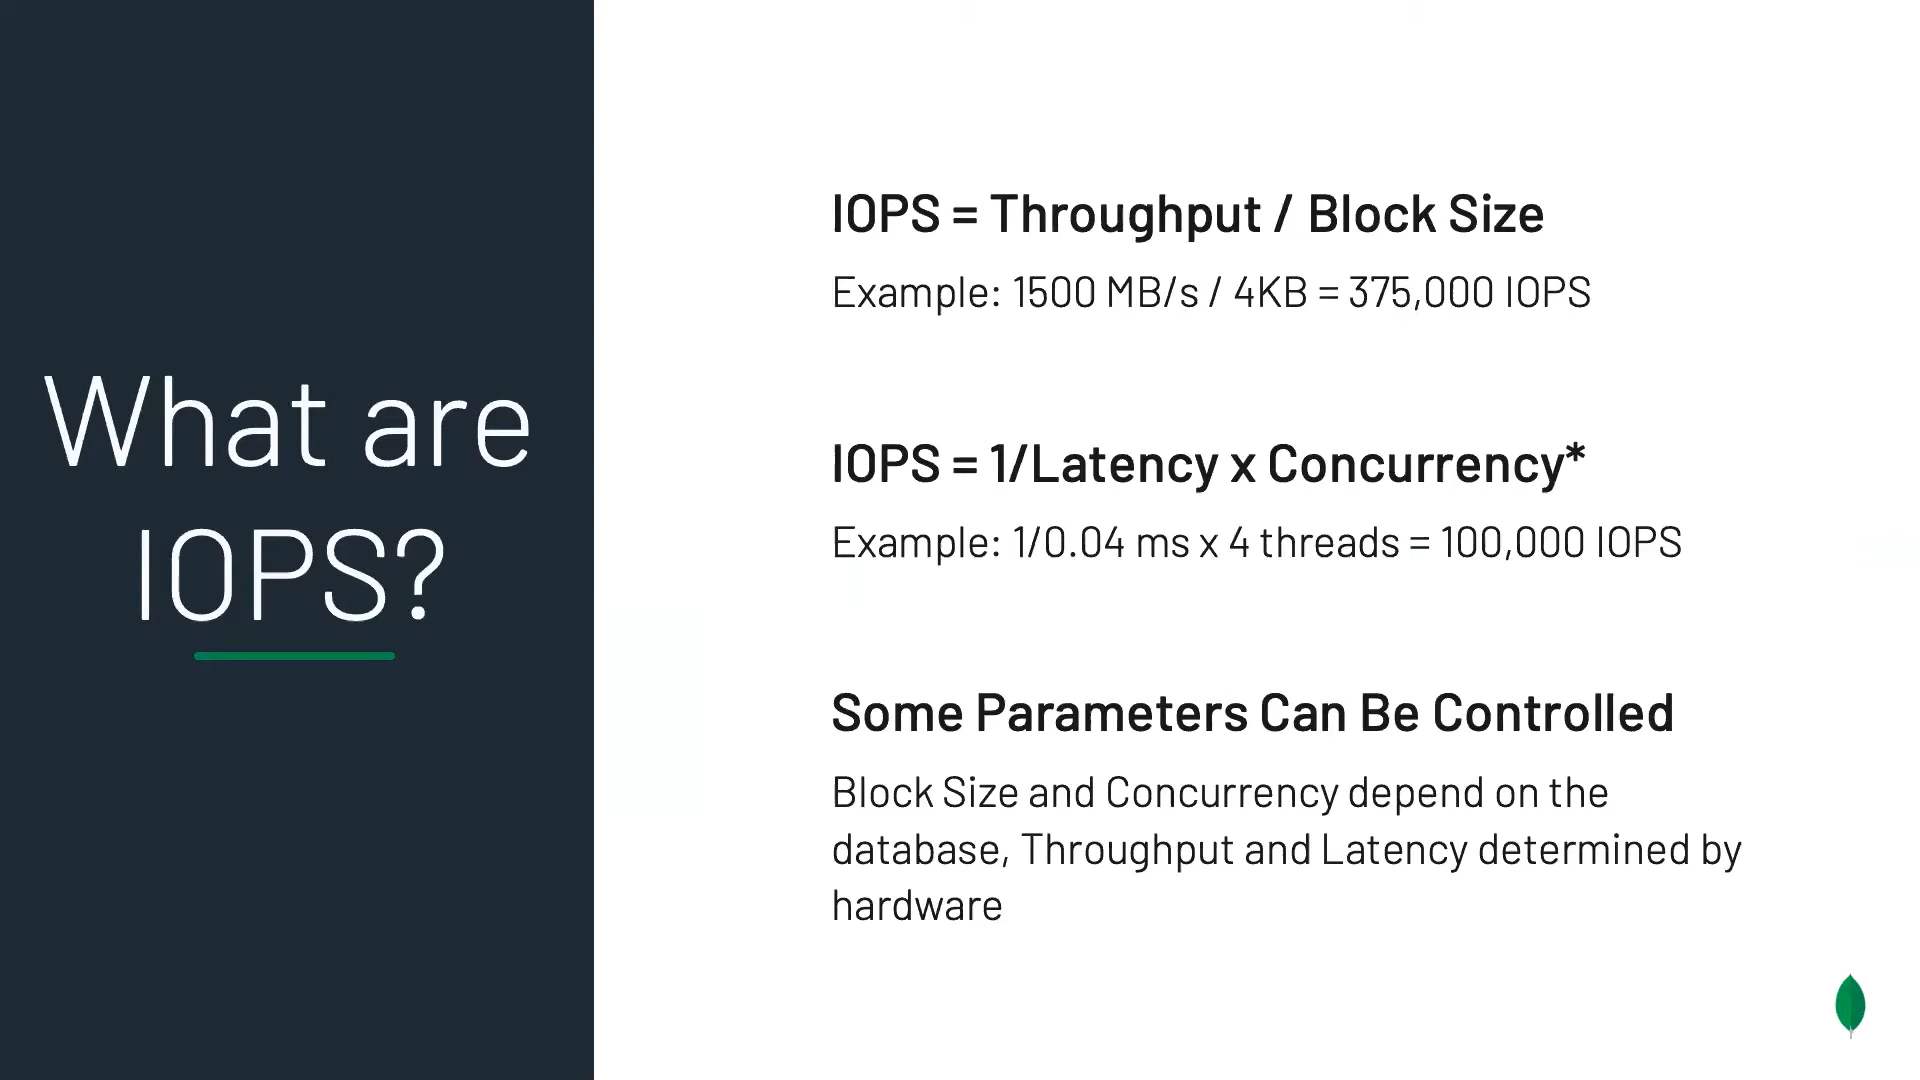 What are
IOPS?
IOPS = Throughput / Block Size
Example: 1500 MB/s / 4KB = 375,000 IOPS
IOPS = 1/Latency x Concurrency*
Example: 1/0.04 ms x 4 threads = 100,000 IOPS
Some Parameters Can Be Controlled
Block Size and Concurrency depend on the
database, Throughput and Latency determined by
hardware